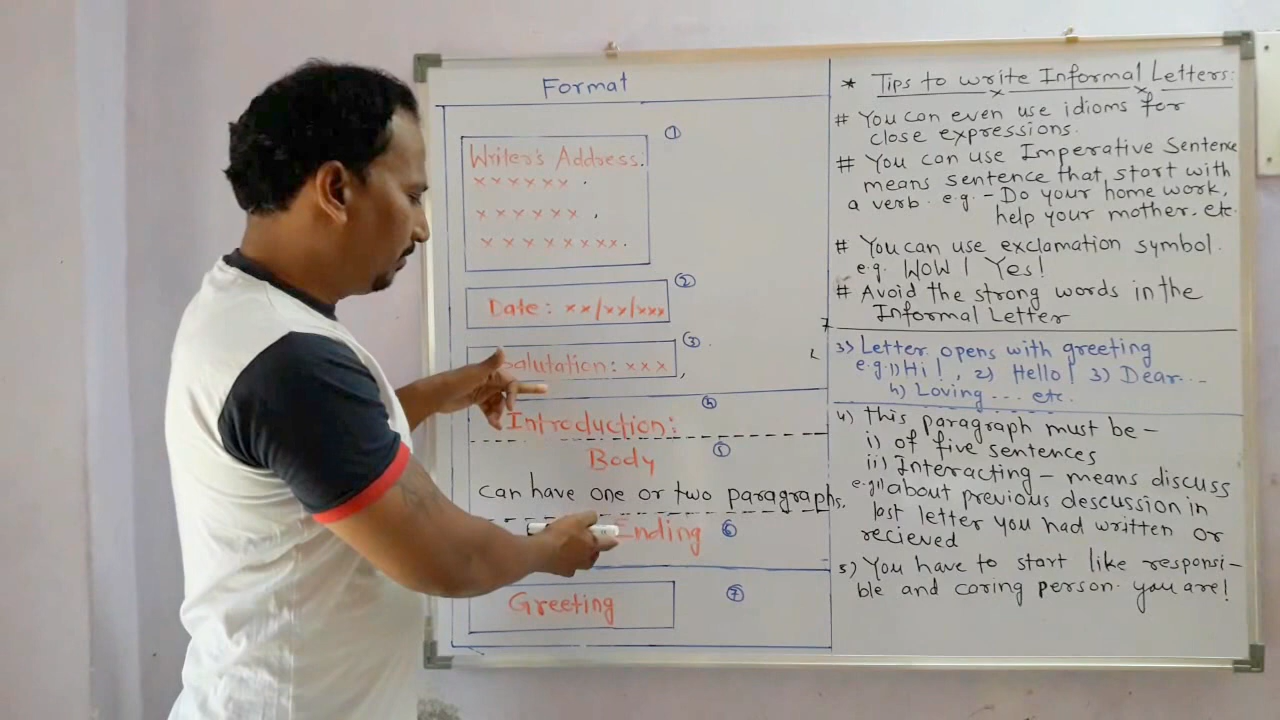 Format
1
Writer's Address.
x x x x x x .
x x x x x x ,
x x x x x x x x.
2
Date: xx/xx/xxx
3
Salutation: x x x ,
4
Introduction:
5
Body
can have one or two paragraphs.
Ending 6
7
Greeting
* Tips to write Informal Letters:
# You can even use idioms for
close expressions.
# You can use Imperative Sentence
means sentence that start with
a verb. e.g. - Do your home work,
help your mother. etc.
# You can use exclamation symbol.
e.g. WOW! Yes!
# Avoid the strong words in the
Informal Letter
3) Letter opens with greeting
e.g 1) Hi! , 2) Hello! 3) Dear...
4) Loving .... etc.
4) This paragraph must be -
i) of five sentences
ii) Interacting - means discuss
e.g 1) about previous descussion in
last letter you had written or
recieved
5) You have to start like responsi-
ble and caring person you are!